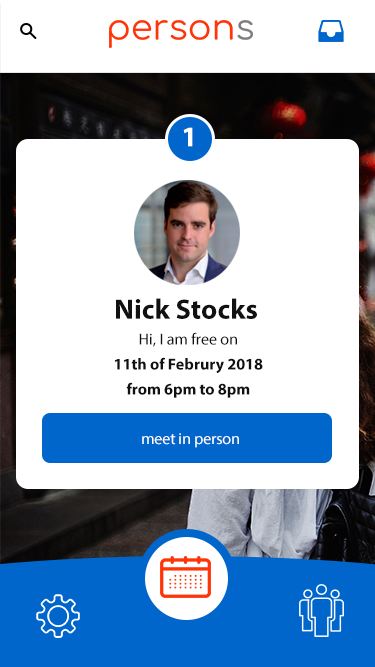 persons
1
Nick Stocks
Hi, I am free on
11th of Februry 2018
from 6pm to 8pm
meet in person